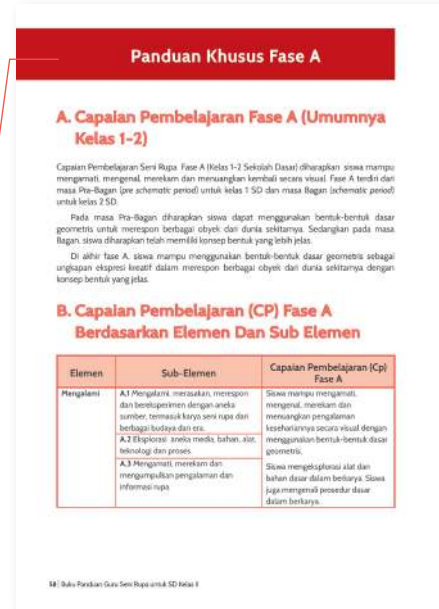 Panduan Khusus Fase A
A. Capaian Pembelajaran Fase A (Umumnya
Kelas 1-2)
Capaian Pembelajaran Seni Rupa Fase A (Kelas 1-2 Sekolah Dasar) diharapkan siswa mampu
mengamati, mengenal, merekam dan menuangkan kembali secara visual. Fase A terdiri dari
masa Pra-Bagan (pre schematic period) untuk kelas 1 SD dan masa Bagan (schematic period)
untuk kelas 2 SD.
Pada masa Pra-Bagan diharapkan siswa dapat menggunakan bentuk-bentuk dasar
geometris untuk merespon berbagai obyek dari dunia sekitarnya. Sedangkan pada masa
Bagan, siswa diharapkan telah memiliki konsep bentuk yang lebih jelas.
Di akhir fase A, siswa mampu menggunakan bentuk-bentuk dasar geometris sebagai
ungkapan ekspresi kreatif dalam merespon berbagai obyek dari dunia sekitarnya dengan
konsep bentuk yang jelas.
B. Capaian Pembelajaran (CP) Fase A
Berdasarkan Elemen Dan Sub Elemen
Elemen
Sub-Elemen
Capaian Pembelajaran (Cp)
Fase A
Mengalami
A.1 Mengalami, merasakan, merespon
dan bereksperimen dengan aneka
sumber, termasuk karya seni rupa dari
berbagai budaya dan era.
A.2 Eksplorasi aneka media, bahan, alat,
teknologi dan proses.
A.3 Mengamati, merekam dan
mengumpulkan pengalaman dan
informasi rupa
Siswa mampu mengamati,
mengenal, merekam dan
menuangkan pengalaman
kesehariannya secara visual dengan
menggunakan bentuk-bentuk dasar
geometris.
Siswa mengeksplorasi alat dan
bahan dasar dalam berkarya. Siswa
juga mengenali prosedur dasar
dalam berkarya.
58 | Buku Panduan Guru Seni Rupa untuk SD Kelas II